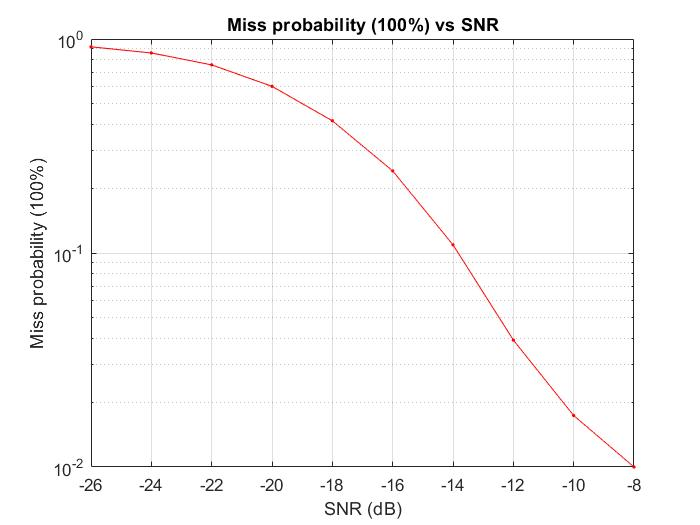 Miss probability (100%) vs SNR
10^0
10^-1
10^-2
Miss probability (100%)
-26 -24 -22 -20 -18 -16 -14 -12 -10 -8
SNR (dB)